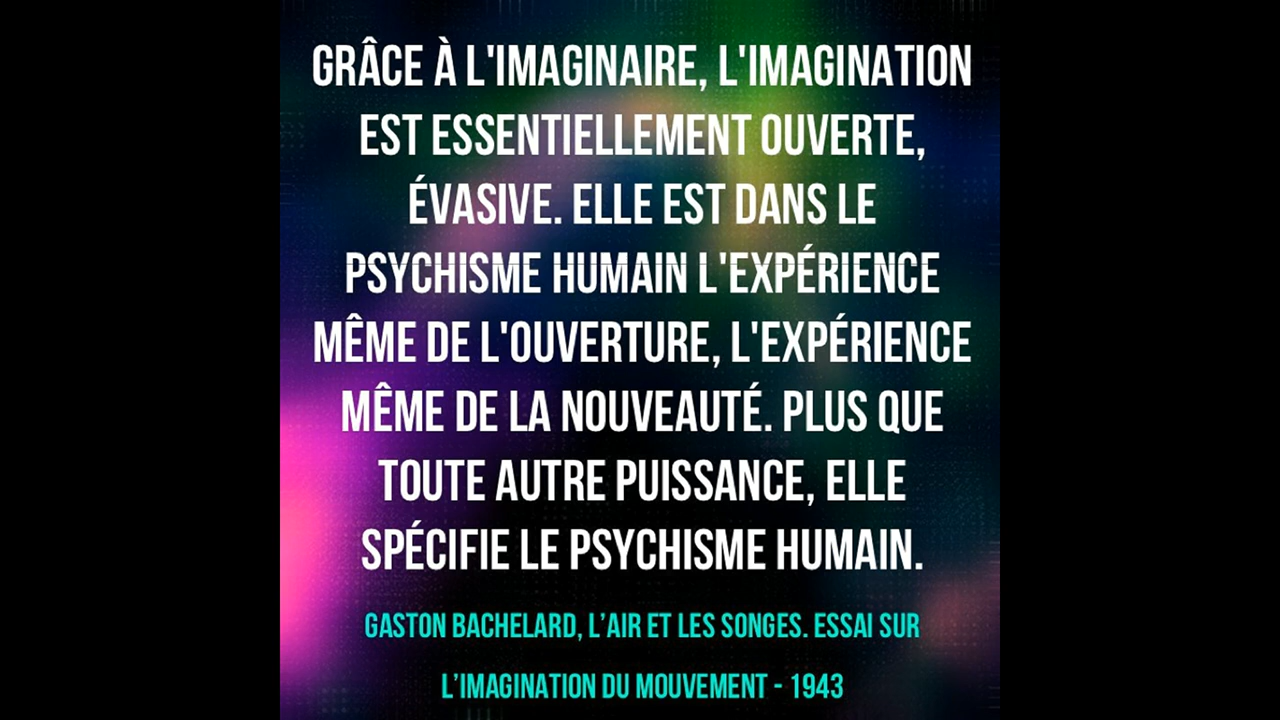 GRÂCE À L'IMAGINAIRE, L'IMAGINATION
EST ESSENTIELLEMENT OUVERTE,
ÉVASIVE. ELLE EST DANS LE
PSYCHISME HUMAIN L'EXPÉRIENCE
MÊME DE L'OUVERTURE, L'EXPÉRIENCE
MÊME DE LA NOUVEAUTÉ. PLUS QUE
TOUTE AUTRE PUISSANCE, ELLE
SPÉCIFIE LE PSYCHISME HUMAIN.
GASTON BACHELARD, L’AIR ET LES SONGES. ESSAI SUR
L’IMAGINATION DU MOUVEMENT - 1943